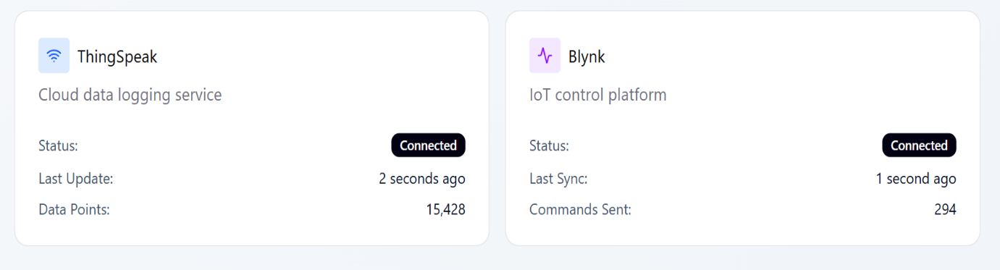 ThingSpeak
Cloud data logging service
Status: Connected
Last Update: 2 seconds ago
Data Points: 15,428
Blynk
IoT control platform
Status: Connected
Last Sync: 1 second ago
Commands Sent: 294